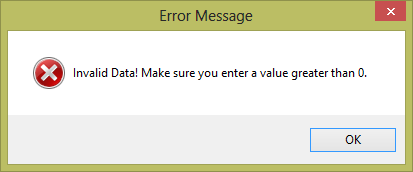 Error Message
Invalid Data! Make sure you enter a value greater than 0.
OK